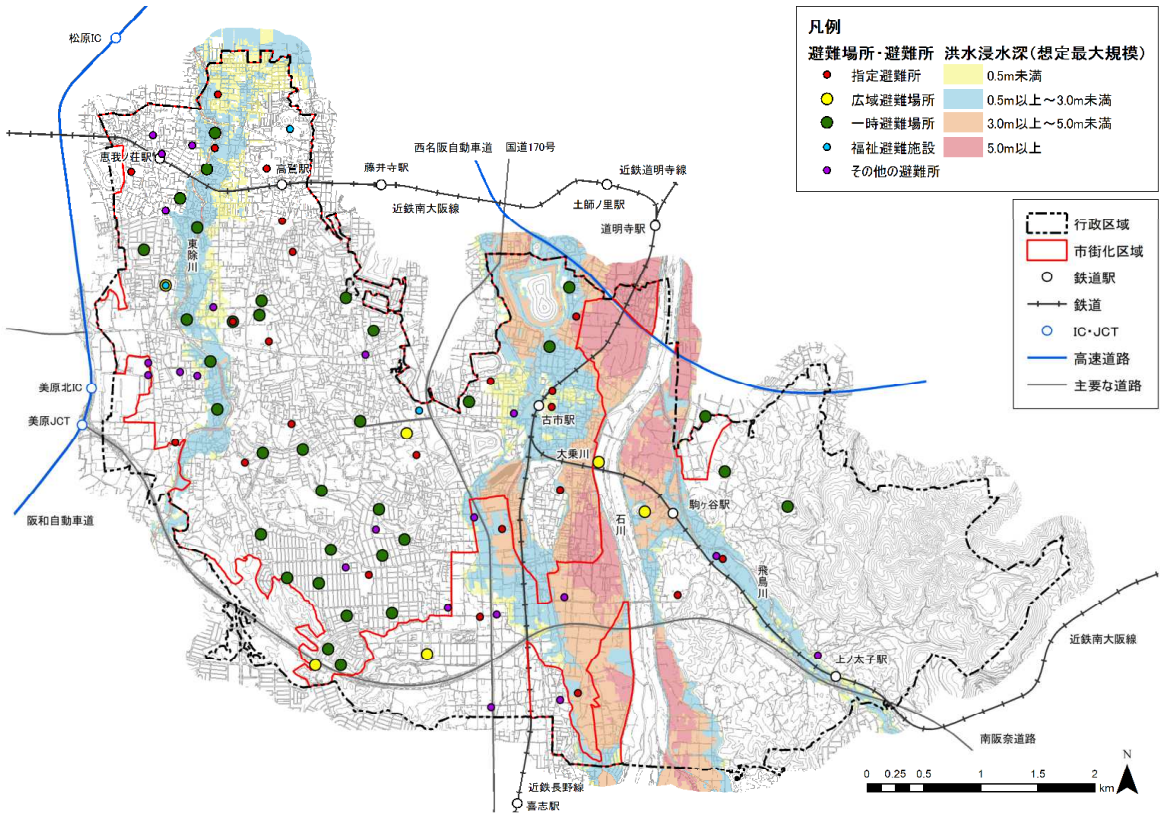 松原IC
凡例
避難場所・避難所 洪水浸水深(想定最大規模)
指定避難所 0.5m未満
広域避難場所 0.5m以上～3.0m未満
一時避難場所 3.0m以上～5.0m未満
福祉避難施設 5.0m以上
その他の避難所
行政区域
市街化区域
鉄道駅
鉄道
IC・JCT
高速道路
主要な道路
西名阪自動車道
国道170号
恵我ノ荘駅
高鷲駅
藤井寺駅
近鉄南大阪線
近鉄道明寺線
土師ノ里駅
道明寺駅
東除川
美原北IC
美原JCT
古市駅
大乗川
阪和自動車道
石川
駒ヶ谷駅
飛鳥川
上ノ太子駅
近鉄南大阪線
南阪奈道路
近鉄長野線
喜志駅
N
0 0.25 0.5 1 1.5 2
km